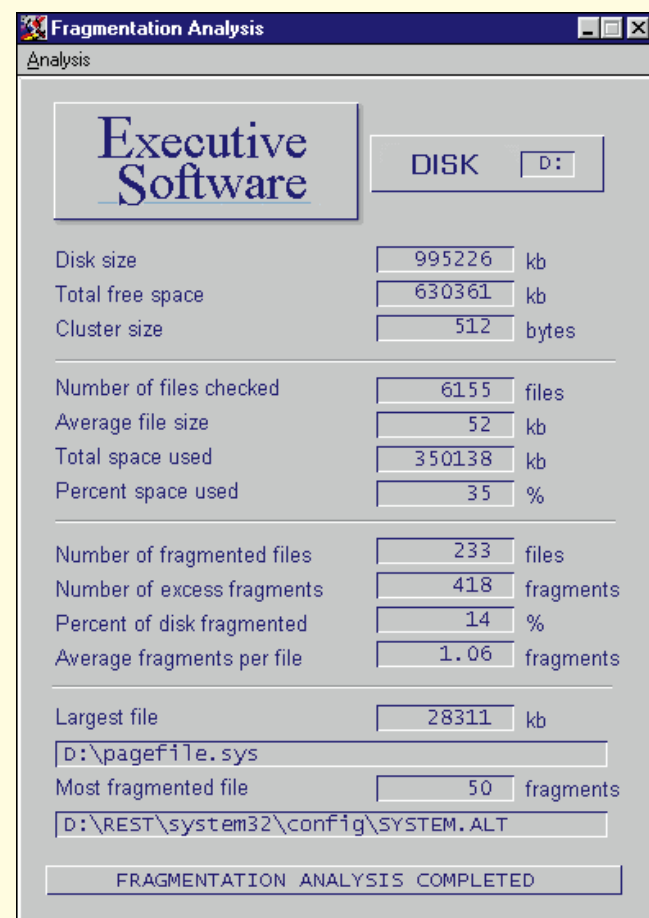 Fragmentation Analysis
Analysis
Executive
Software
DISK D:
Disk size 995226 kb
Total free space 630361 kb
Cluster size 512 bytes
Number of files checked 6155 files
Average file size 52 kb
Total space used 350138 kb
Percent space used 35 %
Number of fragmented files 233 files
Number of excess fragments 418 fragments
Percent of disk fragmented 14 %
Average fragments per file 1.06 fragments
Largest file 28311 kb
D:\pagefile.sys
Most fragmented file 50 fragments
D:\REST\system32\config\SYSTEM.ALT
FRAGMENTATION ANALYSIS COMPLETED